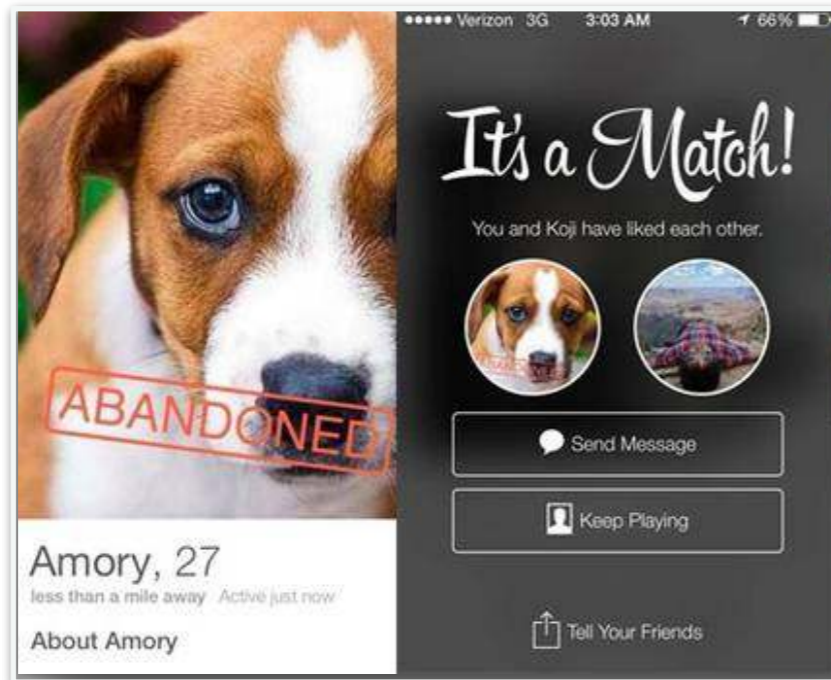 ABANDONED
Amory, 27
less than a mile away Active just now
About Amory
Verizon 3G 3:03 AM 66%
It's a Match!
You and Koji have liked each other.
Send Message
Keep Playing
Tell Your Friends